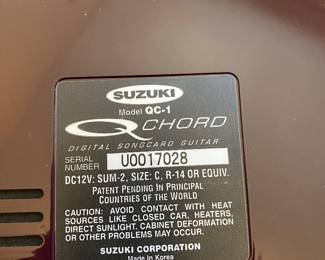 SUZUKI
Model QC-1
Q CHORD
DIGITAL SONGCARD GUITAR
SERIAL NUMBER U0017028
DC12V: SUM-2, SIZE: C, R-14 OR EQUIV.
PATENT PENDING IN PRINCIPAL
COUNTRIES OF THE WORLD
CAUTION: AVOID CONTACT WITH HEAT
SOURCES LIKE CLOSED CAR, HEATERS,
DIRECT SUNLIGHT. CABINET DEFORMATION
OR OTHER PROBLEMS MAY OCCUR.
SUZUKI CORPORATION
Made in Korea